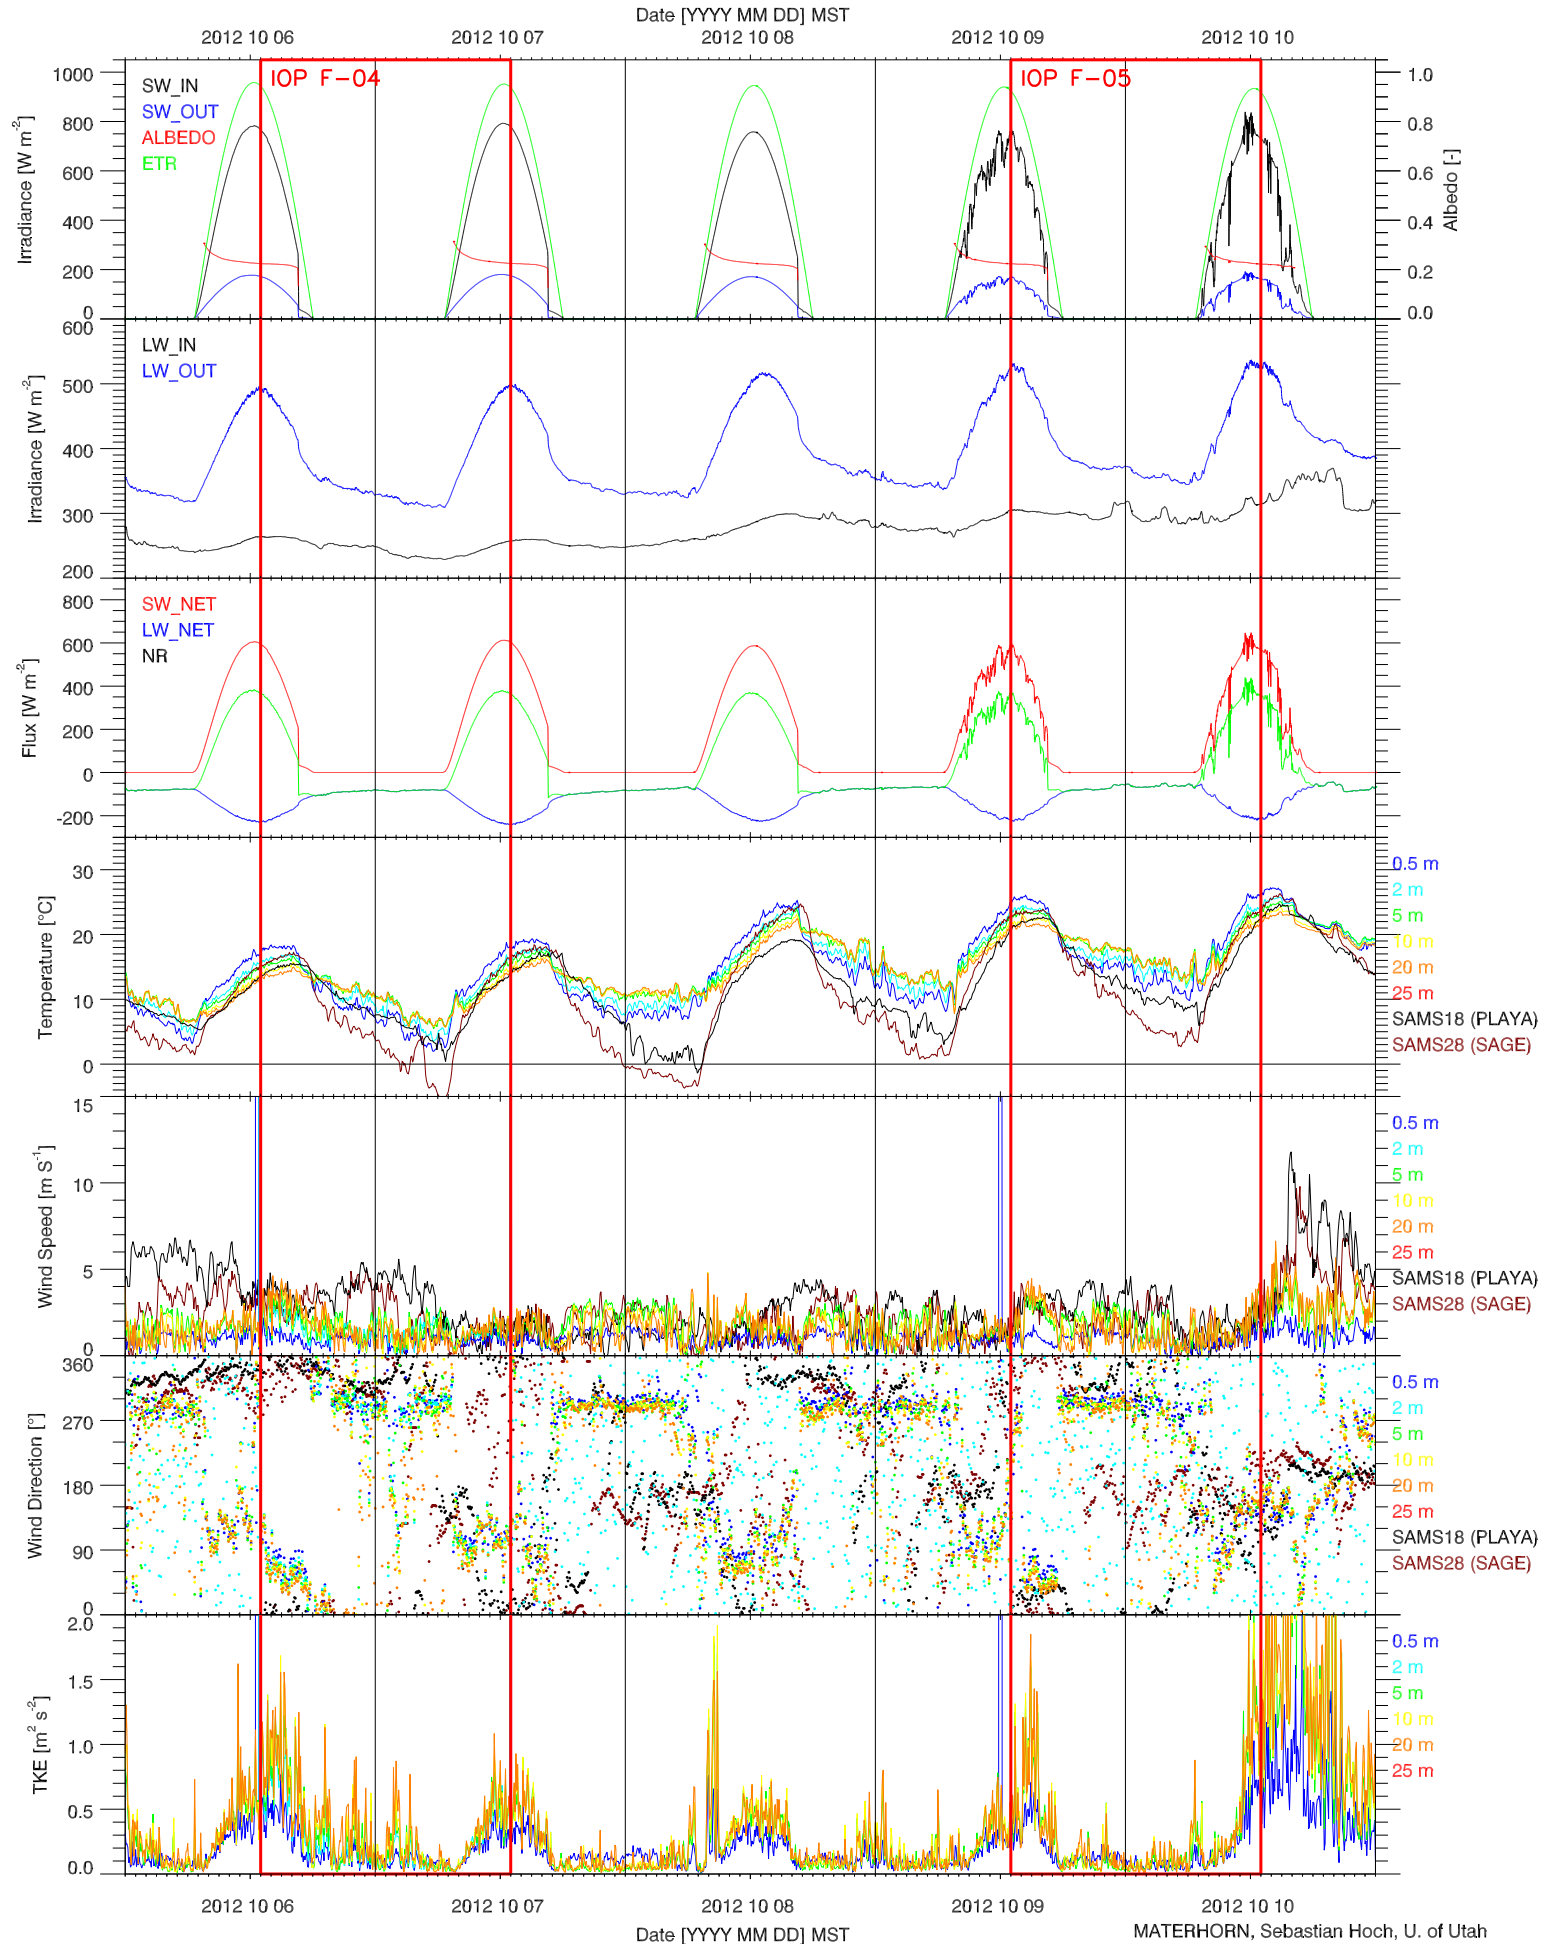 Date [YYYY MM DD] MST
2012 10 06 2012 10 07 2012 10 08 2012 10 09 2012 10 10
IOP F-04 IOP F-05
SW_IN
SW_OUT
ALBEDO
ETR
Irradiance [W m-2]
1000
800
600
400
200
0
Albedo [-]
1.0
0.8
0.6
0.4
0.2
0.0
LW_IN
LW_OUT
Irradiance [W m-2]
600
500
400
300
200
SW_NET
LW_NET
NR
Flux [W m-2]
800
600
400
200
0
-200
Temperature [°C]
30
20
10
0
0.5 m
2 m
5 m
10 m
20 m
25 m
SAMS18 (PLAYA)
SAMS28 (SAGE)
Wind Speed [m S-1]
15
10
5
0
0.5 m
2 m
5 m
10 m
20 m
25 m
SAMS18 (PLAYA)
SAMS28 (SAGE)
Wind Direction [°]
360
270
180
90
0
0.5 m
2 m
5 m
10 m
20 m
25 m
SAMS18 (PLAYA)
SAMS28 (SAGE)
TKE [m2 s-2]
2.0
1.5
1.0
0.5
0.0
0.5 m
2 m
5 m
10 m
20 m
25 m
2012 10 06 2012 10 07 2012 10 08 2012 10 09 2012 10 10
Date [YYYY MM DD] MST
MATERHORN, Sebastian Hoch, U. of Utah